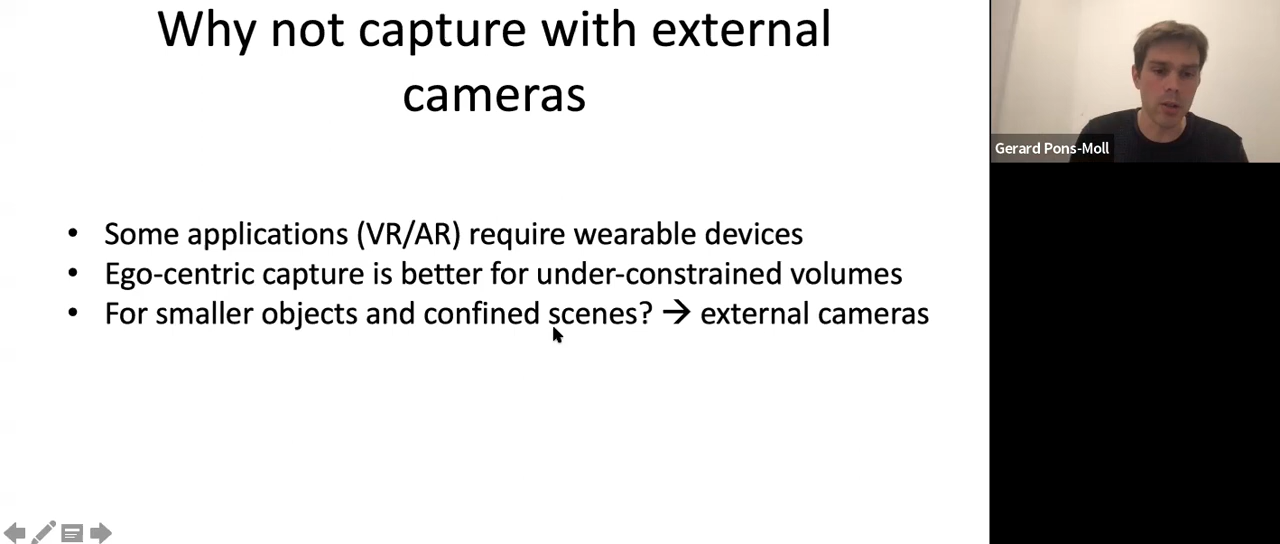 Why not capture with external
cameras
Gerard Pons-Moll
• Some applications (VR/AR) require wearable devices
• Ego-centric capture is better for under-constrained volumes
• For smaller objects and confined scenes? → external cameras